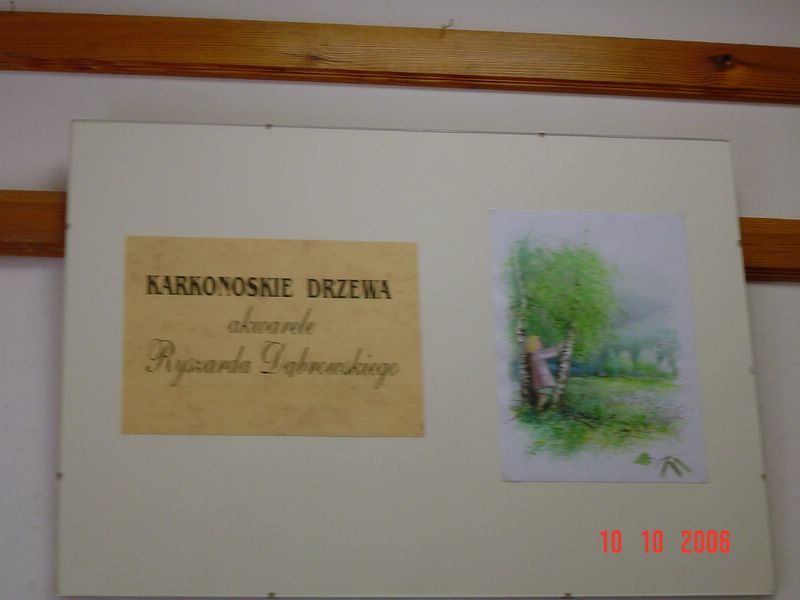 KARKONOSKIE DRZEWA
akwarele
Ryszarda Dąbrowskiego
10 10 2006